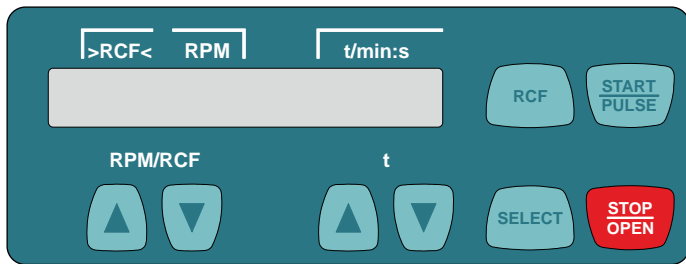 >RCF< RPM t/min:s
RCF
START
PULSE
RPM/RCF t
SELECT
STOP
OPEN